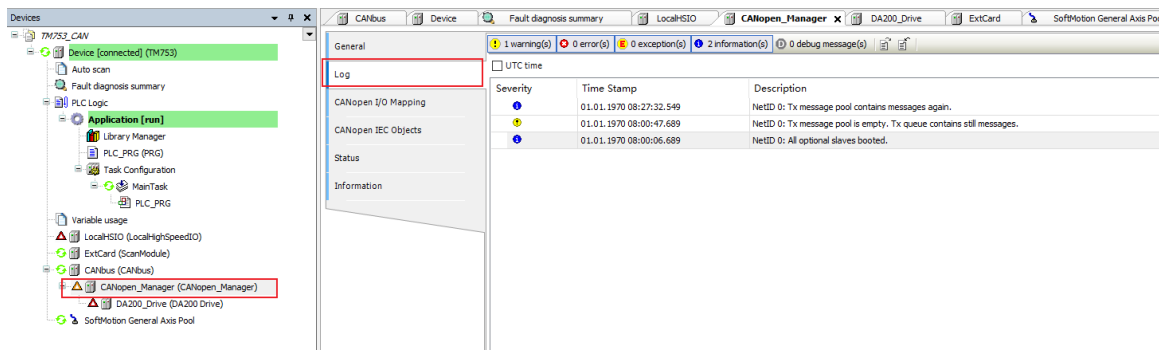 Devices
TM753_CAN
Device [connected] (TM753)
Auto scan
Fault diagnosis summary
PLC Logic
Application [run]
Library Manager
PLC_PRG (PRG)
Task Configuration
MainTask
PLC_PRG
Variable usage
LocalHSIO (LocalHighSpeedIO)
ExtCard (ScanModule)
CANbus (CANbus)
CANopen_Manager (CANopen_Manager)
DA200_Drive (DA200 Drive)
SoftMotion General Axis Pool
CANbus Device Fault diagnosis summary LocalHSIO CANopen_Manager DA200_Drive ExtCard SoftMotion General Axis Poo
General
Log
CANopen I/O Mapping
CANopen IEC Objects
Status
Information
1 warning(s) 0 error(s) 0 exception(s) 2 information(s) 0 debug message(s)
UTC time
Severity Time Stamp Description
01.01.1970 08:27:32.549 NetID 0: Tx message pool contains messages again.
01.01.1970 08:00:47.689 NetID 0: Tx message pool is empty. Tx queue contains still messages.
01.01.1970 08:00:06.689 NetID 0: All optional slaves booted.